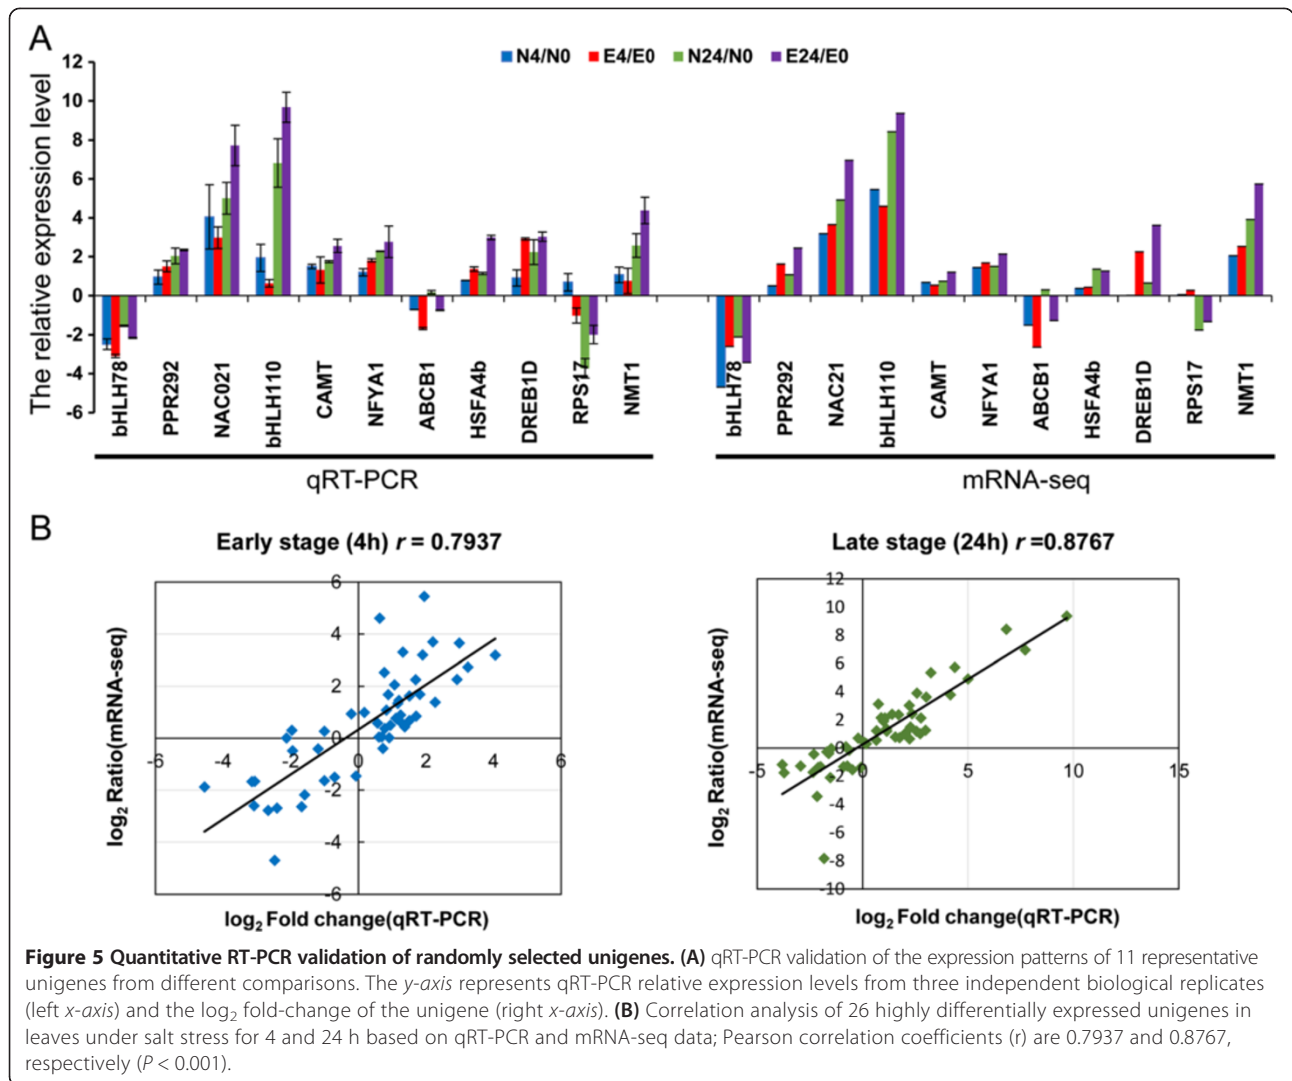 A
N4/N0 E4/E0 N24/N0 E24/E0
The relative expression level
12
10
8
6
4
2
0
-2
-4
-6
bHLH78 PPR292 NAC021 bHLH110 CAMT NFYA1 ABCB1 HSFA4b DREB1D RPS17 NMT1
bHLH78 PPR292 NAC21 bHLH110 CAMT NFYA1 ABCB1 HSFA4b DREB1D RPS17 NMT1
qRT-PCR mRNA-seq
B
Early stage (4h) r = 0.7937
log2 Ratio(mRNA-seq)
6
4
2
0
-2
-4
-6
-6 -4 -2 0 2 4 6
log2 Fold change(qRT-PCR)
Late stage (24h) r =0.8767
log2 Ratio(mRNA-seq)
12
10
8
6
4
2
0
-2
-4
-6
-8
-10
-5 0 5 10 15
log2 Fold change(qRT-PCR)
Figure 5 Quantitative RT-PCR validation of randomly selected unigenes. (A) qRT-PCR validation of the expression patterns of 11 representative
unigenes from different comparisons. The y-axis represents qRT-PCR relative expression levels from three independent biological replicates
(left x-axis) and the log2 fold-change of the unigene (right x-axis). (B) Correlation analysis of 26 highly differentially expressed unigenes in
leaves under salt stress for 4 and 24 h based on qRT-PCR and mRNA-seq data; Pearson correlation coefficients (r) are 0.7937 and 0.8767,
respectively (P < 0.001).